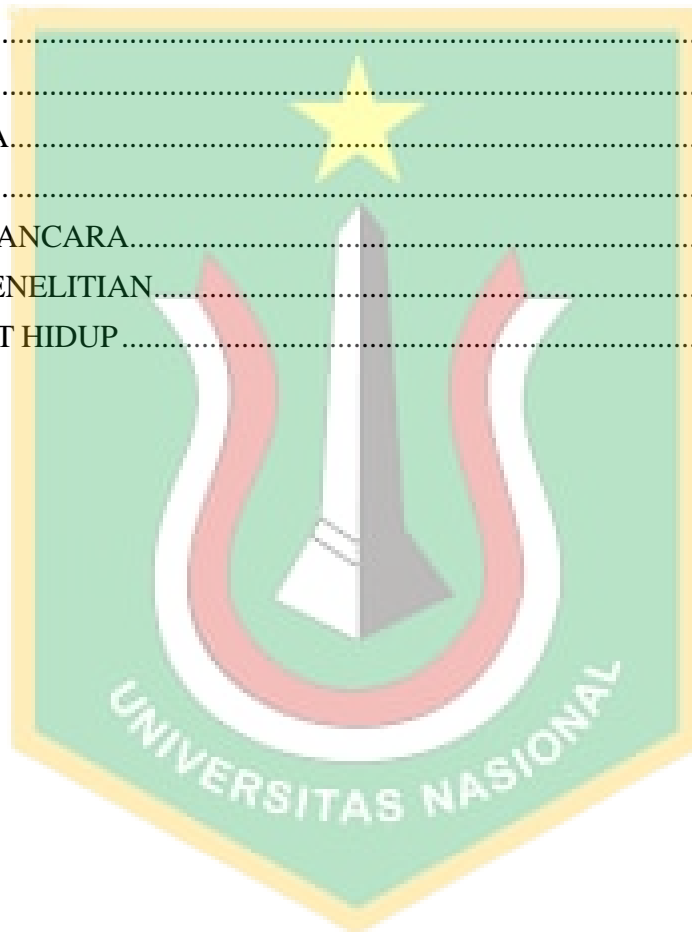 ................................................................................
................................................................................
A................................................................................
................................................................................
ANCARA................................................................
ENELITIAN................................................................
T HIDUP................................................................
UNIVERSITAS NASIONAL